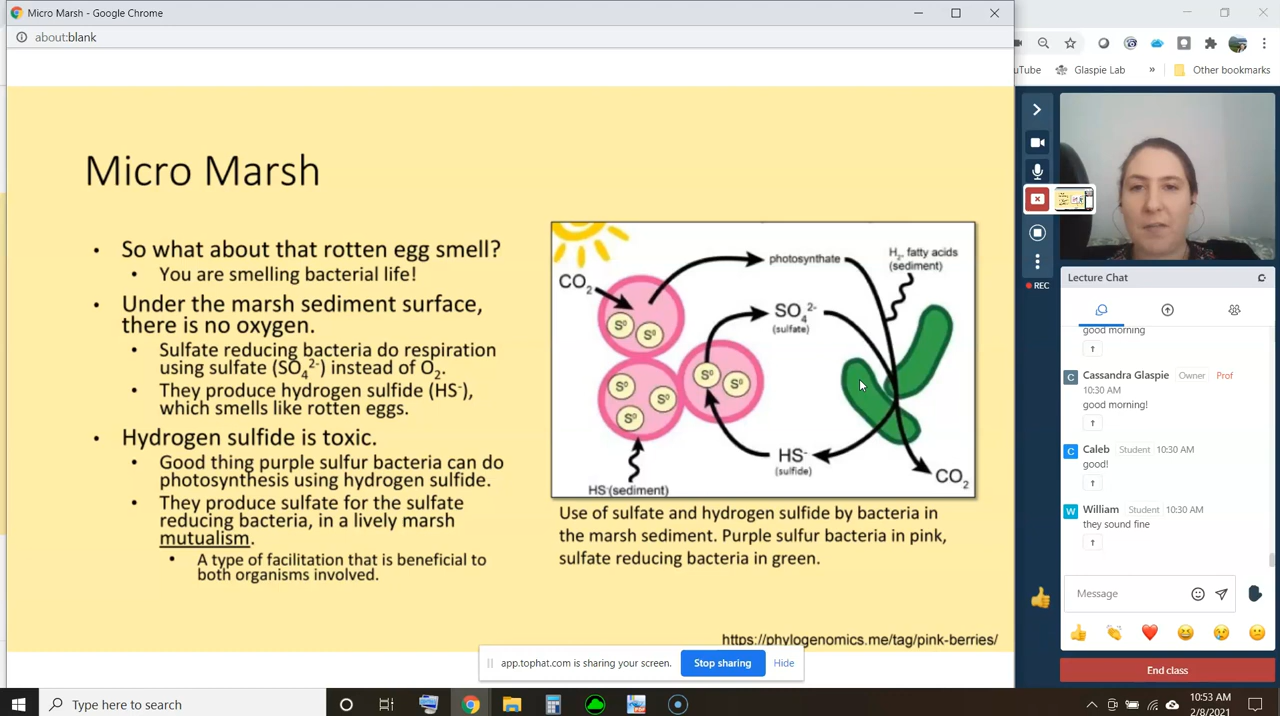 Micro Marsh - Google Chrome
about:blank
uTube
Glaspie Lab
»
Other bookmarks
Micro Marsh
• So what about that rotten egg smell?
• You are smelling bacterial life!
• Under the marsh sediment surface,
there is no oxygen.
• Sulfate reducing bacteria do respiration
using sulfate (SO₄²⁻) instead of O₂.
• They produce hydrogen sulfide (HS⁻),
which smells like rotten eggs.
• Hydrogen sulfide is toxic.
• Good thing purple sulfur bacteria can do
photosynthesis using hydrogen sulfide.
• They produce sulfate for the sulfate
reducing bacteria, in a lively marsh
mutualism.
• A type of facilitation that is beneficial to
both organisms involved.
CO₂
photosynthate
H₂, fatty acids
(sediment)
SO₄²⁻
(sulfate)
S⁰
S⁰
S⁰
S⁰
S⁰
S⁰
S⁰
HS⁻
(sulfide)
CO₂
HS⁻(sediment)
Use of sulfate and hydrogen sulfide by bacteria in
the marsh sediment. Purple sulfur bacteria in pink,
sulfate reducing bacteria in green.
https://phylogenomics.me/tag/pink-berries/
app.tophat.com is sharing your screen.
Stop sharing
Hide
REC
Lecture Chat
good morning
C
Cassandra Glaspie Owner Prof
10:30 AM
good morning!
C
Caleb Student 10:30 AM
good!
W
William Student 10:30 AM
they sound fine
Message
End class
Type here to search
10:53 AM
2/8/2021